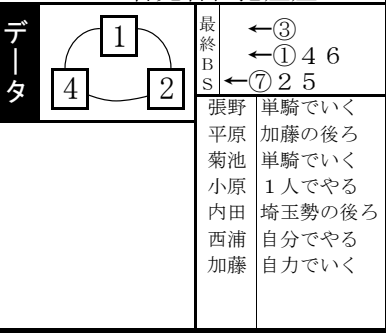 データ
1
4 2
最終BS
←③
←①４６
←⑦２５
張野 単騎でいく
平原 加藤の後ろ
菊池 単騎でいく
小原 １人でやる
内田 埼玉勢の後ろ
西浦 自分でやる
加藤 自力でいく